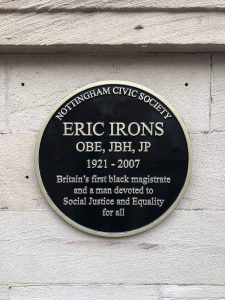 NOTTINGHAM CIVIC SOCIETY
ERIC IRONS
OBE, JBH, JP
1921 - 2007
Britain's first black magistrate
and a man devoted to
Social Justice and Equality
for all